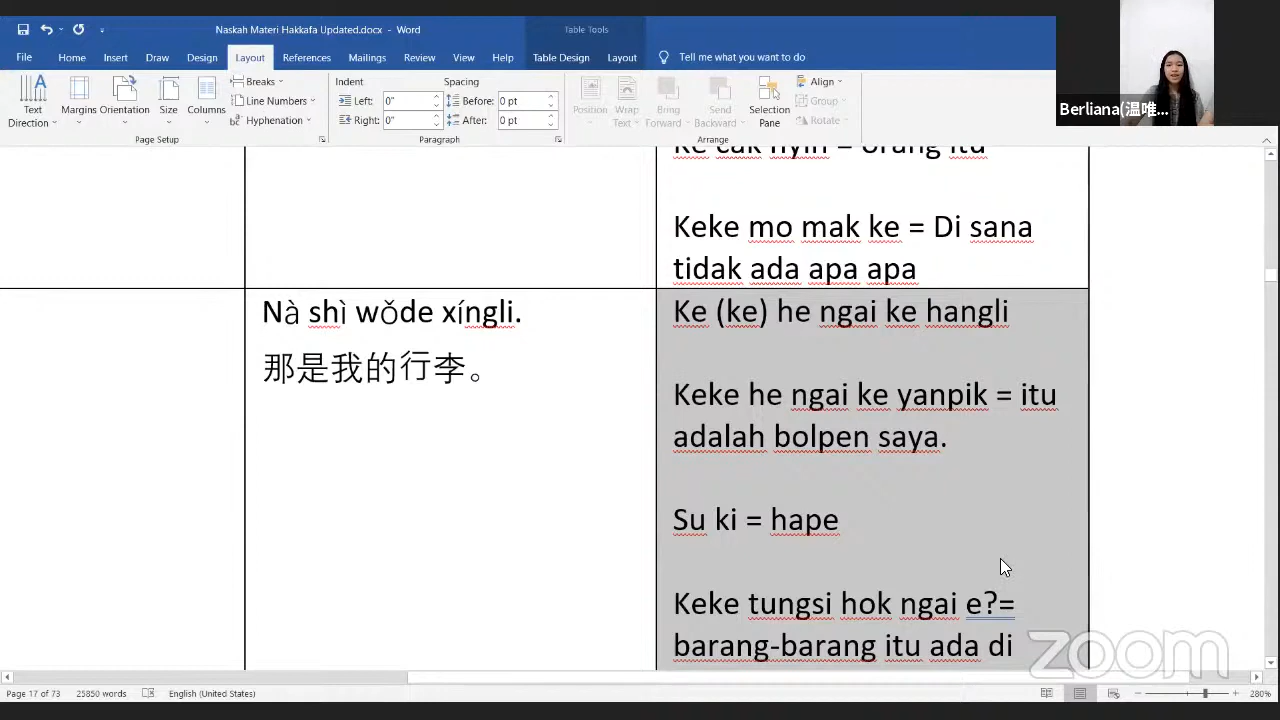 Naskah Materi Hakkafa Updated.docx - Word
Table Tools
File Home Insert Draw Design Layout References Mailings Review View Help Table Design Layout Tell me what you want to do
Text Direction
Margins Orientation Size Columns
Breaks
Line Numbers
Hyphenation
Page Setup
Indent
Left: 0"
Right: 0"
Spacing
Before: 0 pt
After: 0 pt
Paragraph
Position
Wrap Text
Bring Forward
Send Backward
Selection Pane
Align
Group
Rotate
Arrange
Berliana(温唯...
Ke cak nyin = orang itu
Keke mo mak ke = Di sana
tidak ada apa apa
Nà shì wǒde xíngli.
那是我的行李。
Ke (ke) he ngai ke hangli
Keke he ngai ke yanpik = itu
adalah bolpen saya.
Su ki = hape
Keke tungsi hok ngai e?=
barang-barang itu ada di
zoom
Page 17 of 73 25850 words English (United States) 280%